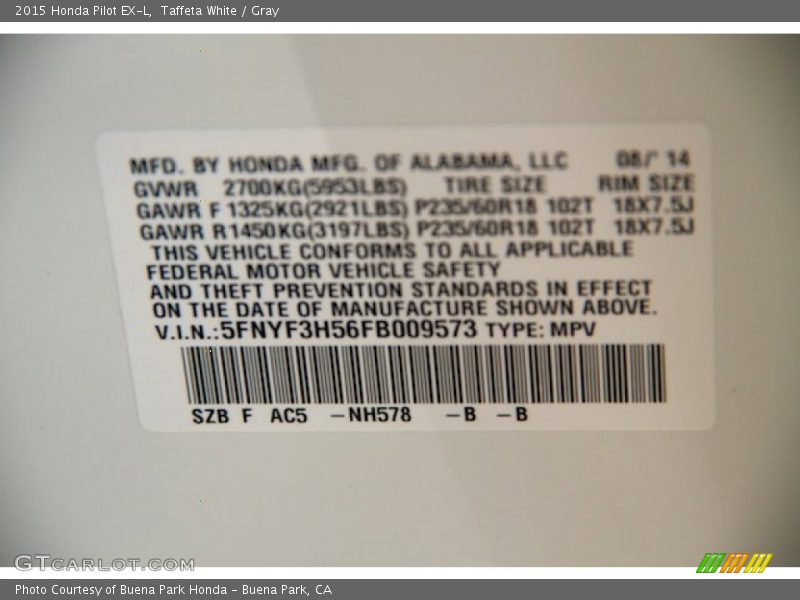 2015 Honda Pilot EX-L, Taffeta White / Gray
MFD. BY HONDA MFG. OF ALABAMA, LLC 08/ 14
GVWR 2700KG(5953LBS) TIRE SIZE RIM SIZE
GAWR F 1325KG(2921LBS) P235/60R18 102T 18X7.5J
GAWR R1450KG(3197LBS) P235/60R18 102T 18X7.5J
THIS VEHICLE CONFORMS TO ALL APPLICABLE
FEDERAL MOTOR VEHICLE SAFETY
AND THEFT PREVENTION STANDARDS IN EFFECT
ON THE DATE OF MANUFACTURE SHOWN ABOVE.
V.I.N.:5FNYF3H56FB009573 TYPE: MPV
SZB F AC5 -NH578 -B -B
GTCARLOT.COM
Photo Courtesy of Buena Park Honda - Buena Park, CA